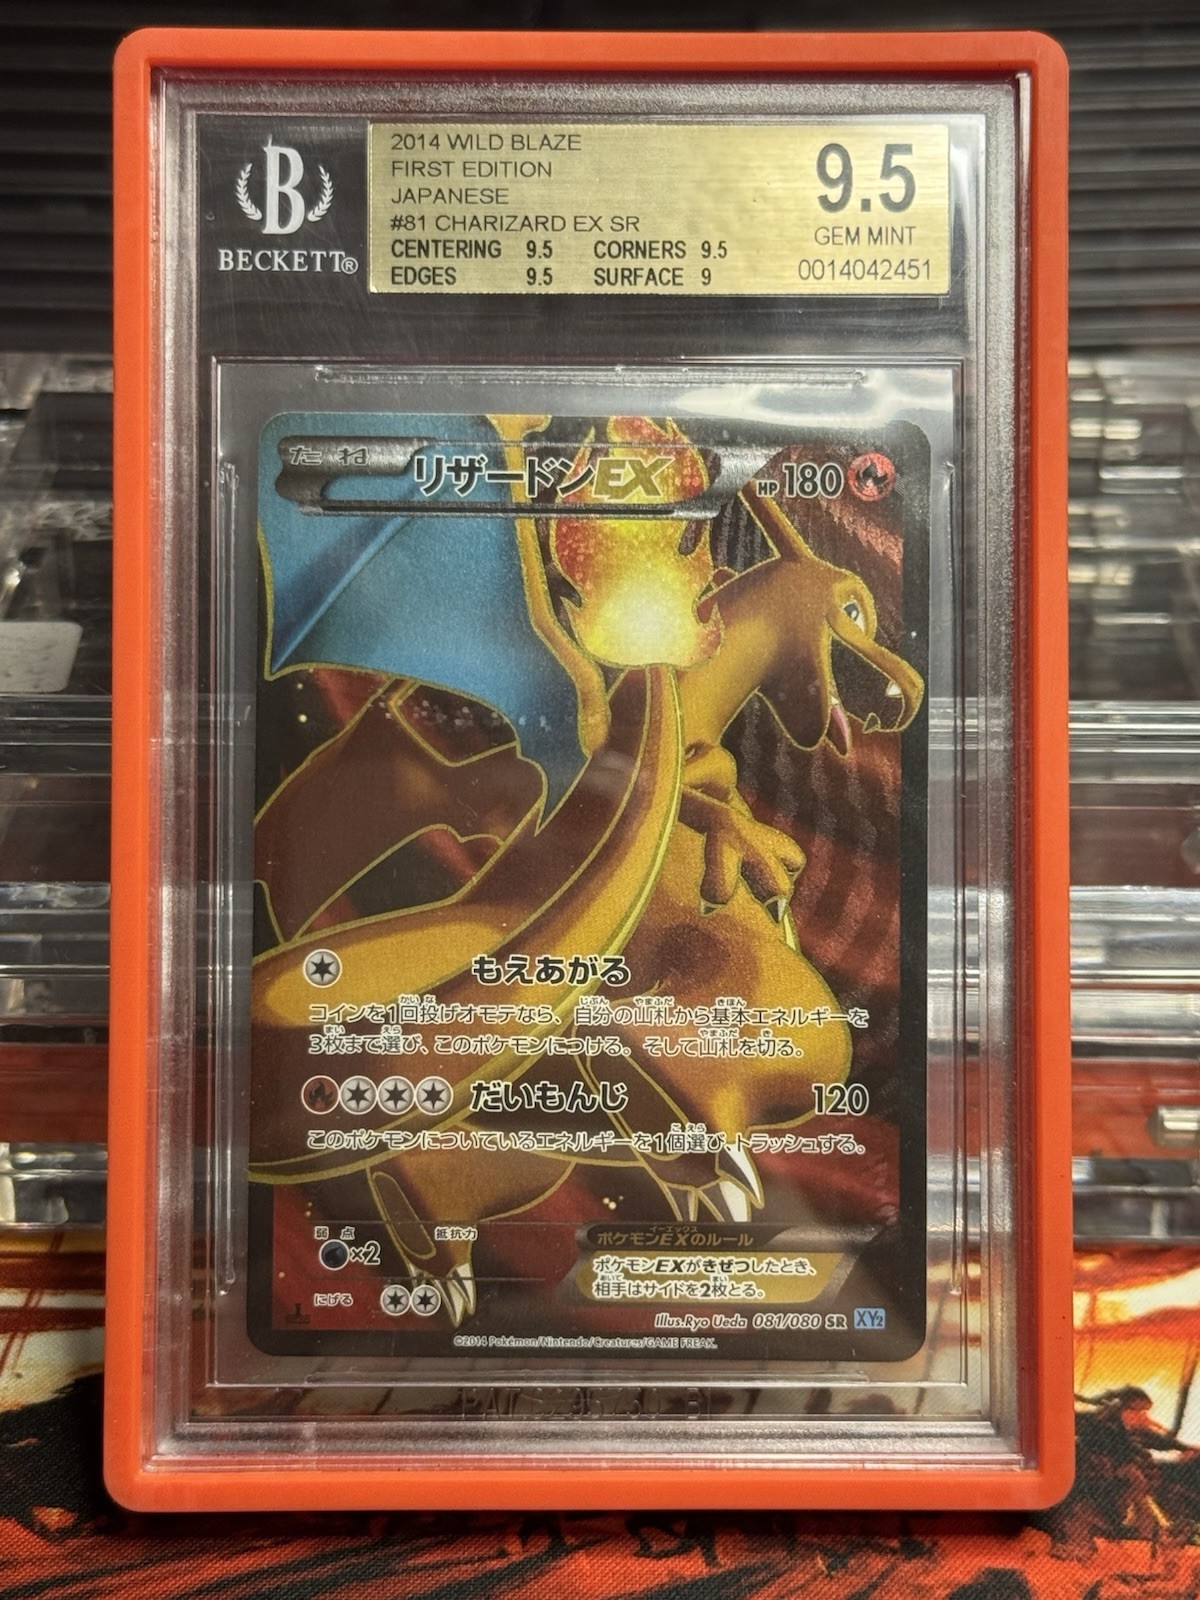 2014 WILD BLAZE
FIRST EDITION
JAPANESE
#81 CHARIZARD EX SR
CENTERING 9.5 CORNERS 9.5
EDGES 9.5 SURFACE 9
9.5
GEM MINT
0014042451
B
BECKETT®
たね リザードンEX HP180
もえあがる
コインを1回投げオモテなら、自分の山札から基本エネルギーを
3枚まで選び、このポケモンにつける。そして山札を切る。
だいもんじ 120
このポケモンについているエネルギーを1個選び、トラッシュする。
弱点 抵抗力
×2
にげる
ポケモンEXのルール
ポケモンEXがきぜつしたとき、
相手はサイドを2枚とる。
Illus.Ryo Ueda 081/080 SR XY2
©2014 Pokémon/Nintendo/Creatures/GAME FREAK.